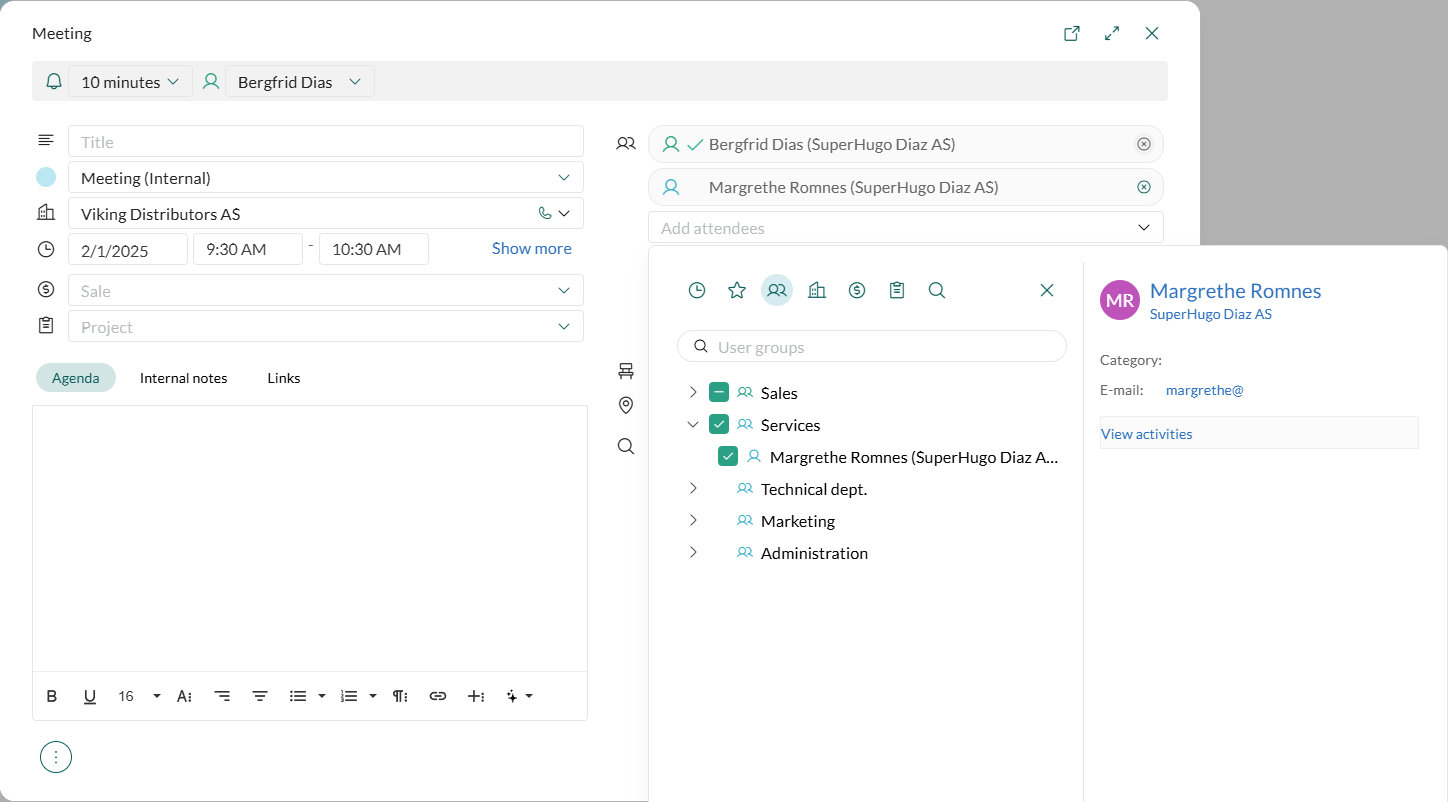 Meeting
10 minutes
Bergfrid Dias
Title
Meeting (Internal)
Viking Distributors AS
2/1/2025
9:30 AM
-
10:30 AM
Show more
Sale
Project
Agenda
Internal notes
Links
B
U
16
Bergfrid Dias (SuperHugo Diaz AS)
Margrethe Romnes (SuperHugo Diaz AS)
Add attendees
User groups
Sales
Services
Margrethe Romnes (SuperHugo Diaz A...
Technical dept.
Marketing
Administration
MR
Margrethe Romnes
SuperHugo Diaz AS
Category:
E-mail: margrethe@
View activities